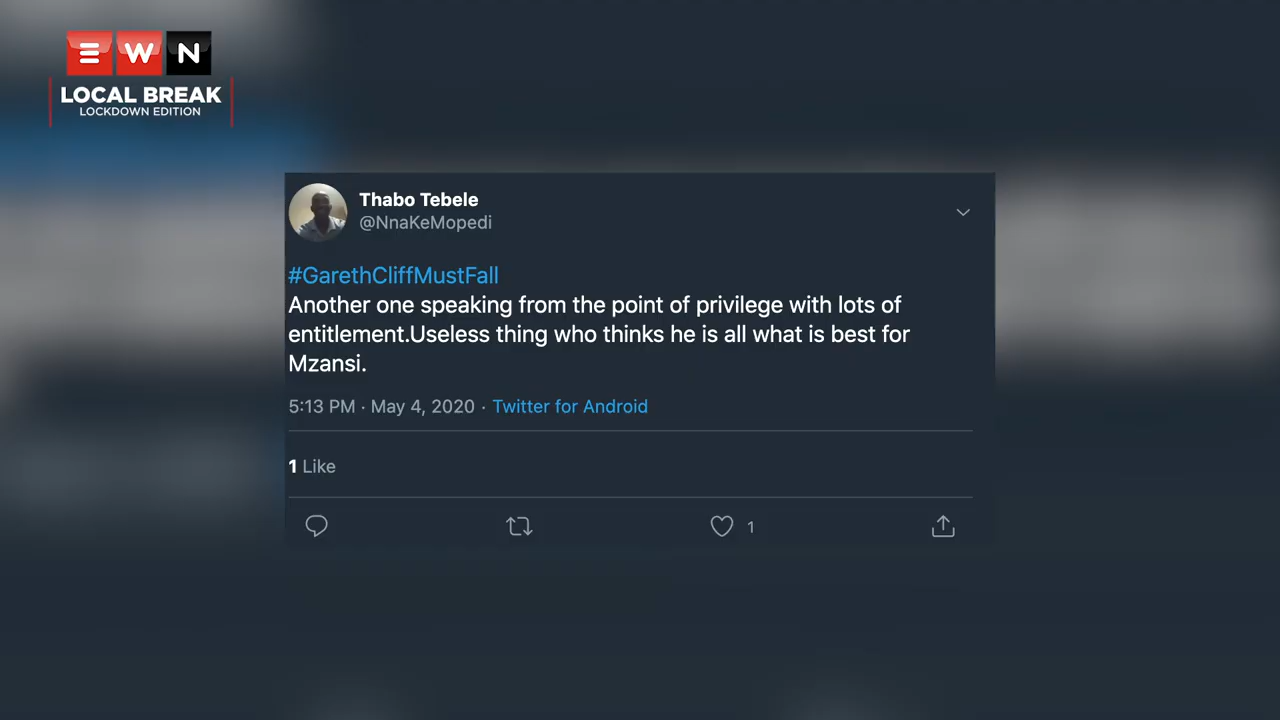 EWN
LOCAL BREAK
LOCKDOWN EDITION
Thabo Tebele
@NnaKeMopedi
#GarethCliffMustFall
Another one speaking from the point of privilege with lots of
entitlement.Useless thing who thinks he is all what is best for
Mzansi.
5:13 PM · May 4, 2020 · Twitter for Android
1 Like
1